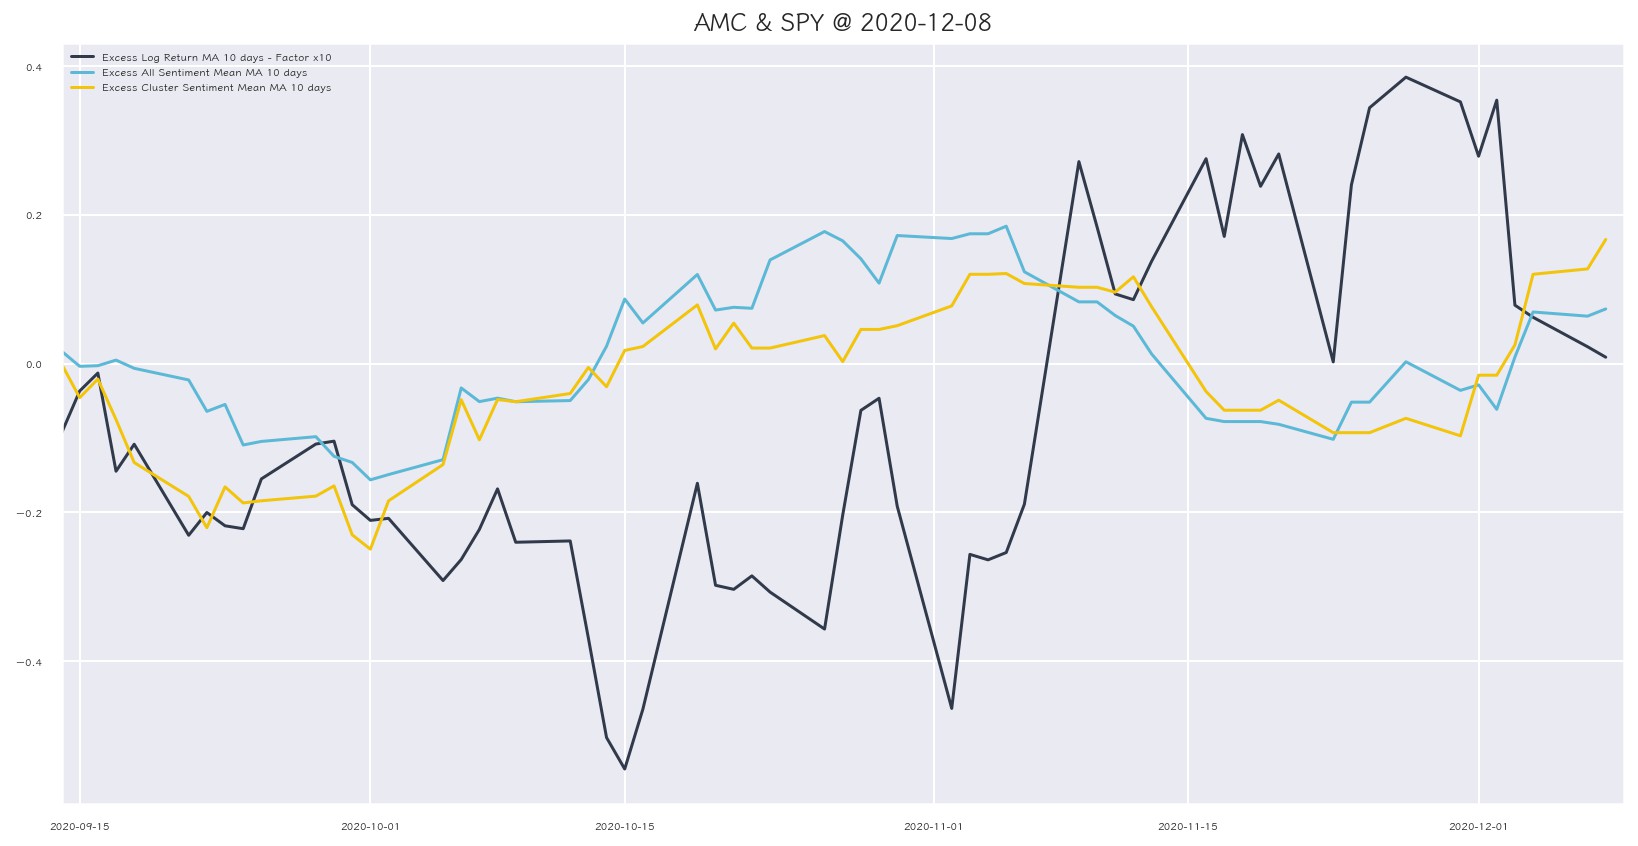 AMC & SPY @ 2020-12-08
Excess Log Return MA 10 days - Factor x10
Excess All Sentiment Mean MA 10 days
Excess Cluster Sentiment Mean MA 10 days
0.4
0.2
0.0
−0.2
−0.4
2020-09-15 2020-10-01 2020-10-15 2020-11-01 2020-11-15 2020-12-01